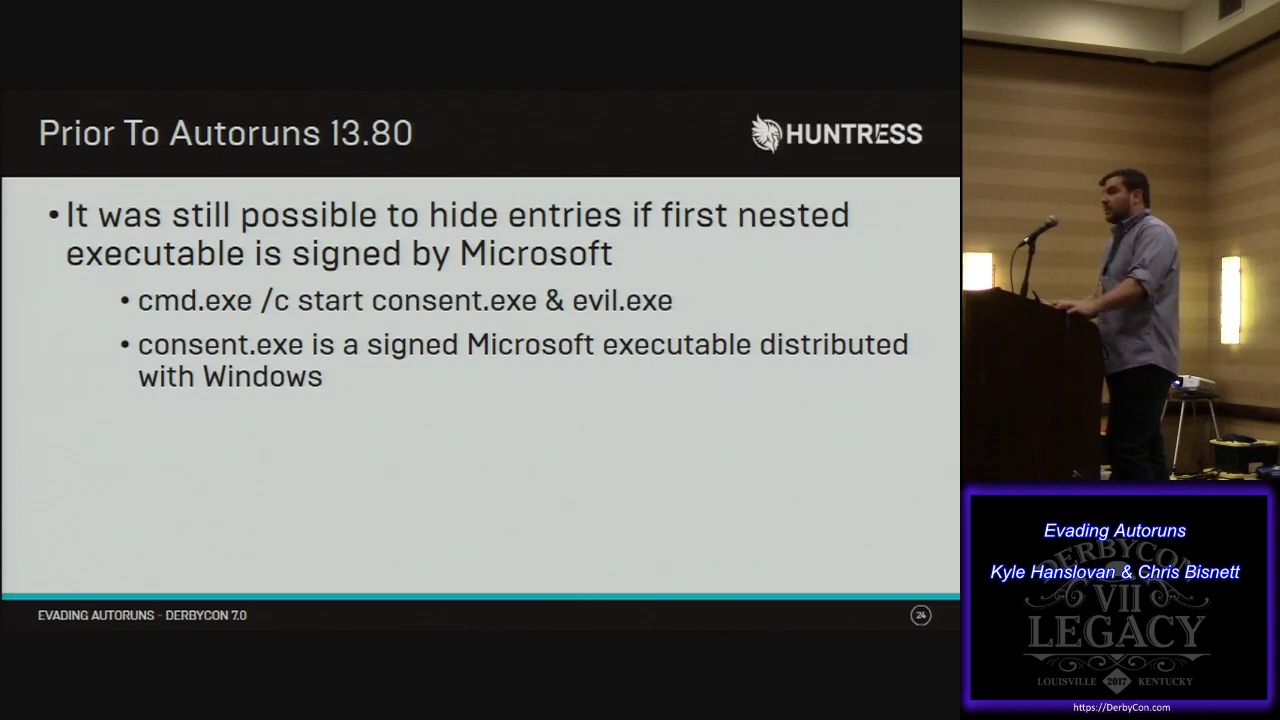 Prior To Autoruns 13.80
HUNTRESS
• It was still possible to hide entries if first nested
executable is signed by Microsoft
• cmd.exe /c start consent.exe & evil.exe
• consent.exe is a signed Microsoft executable distributed
with Windows
EVADING AUTORUNS - DERBYCON 7.0
24
Evading Autoruns
Kyle Hanslovan & Chris Bisnett
DERBYCON
VII
LEGACY
LOUISVILLE 2017 KENTUCKY
https://DerbyCon.com